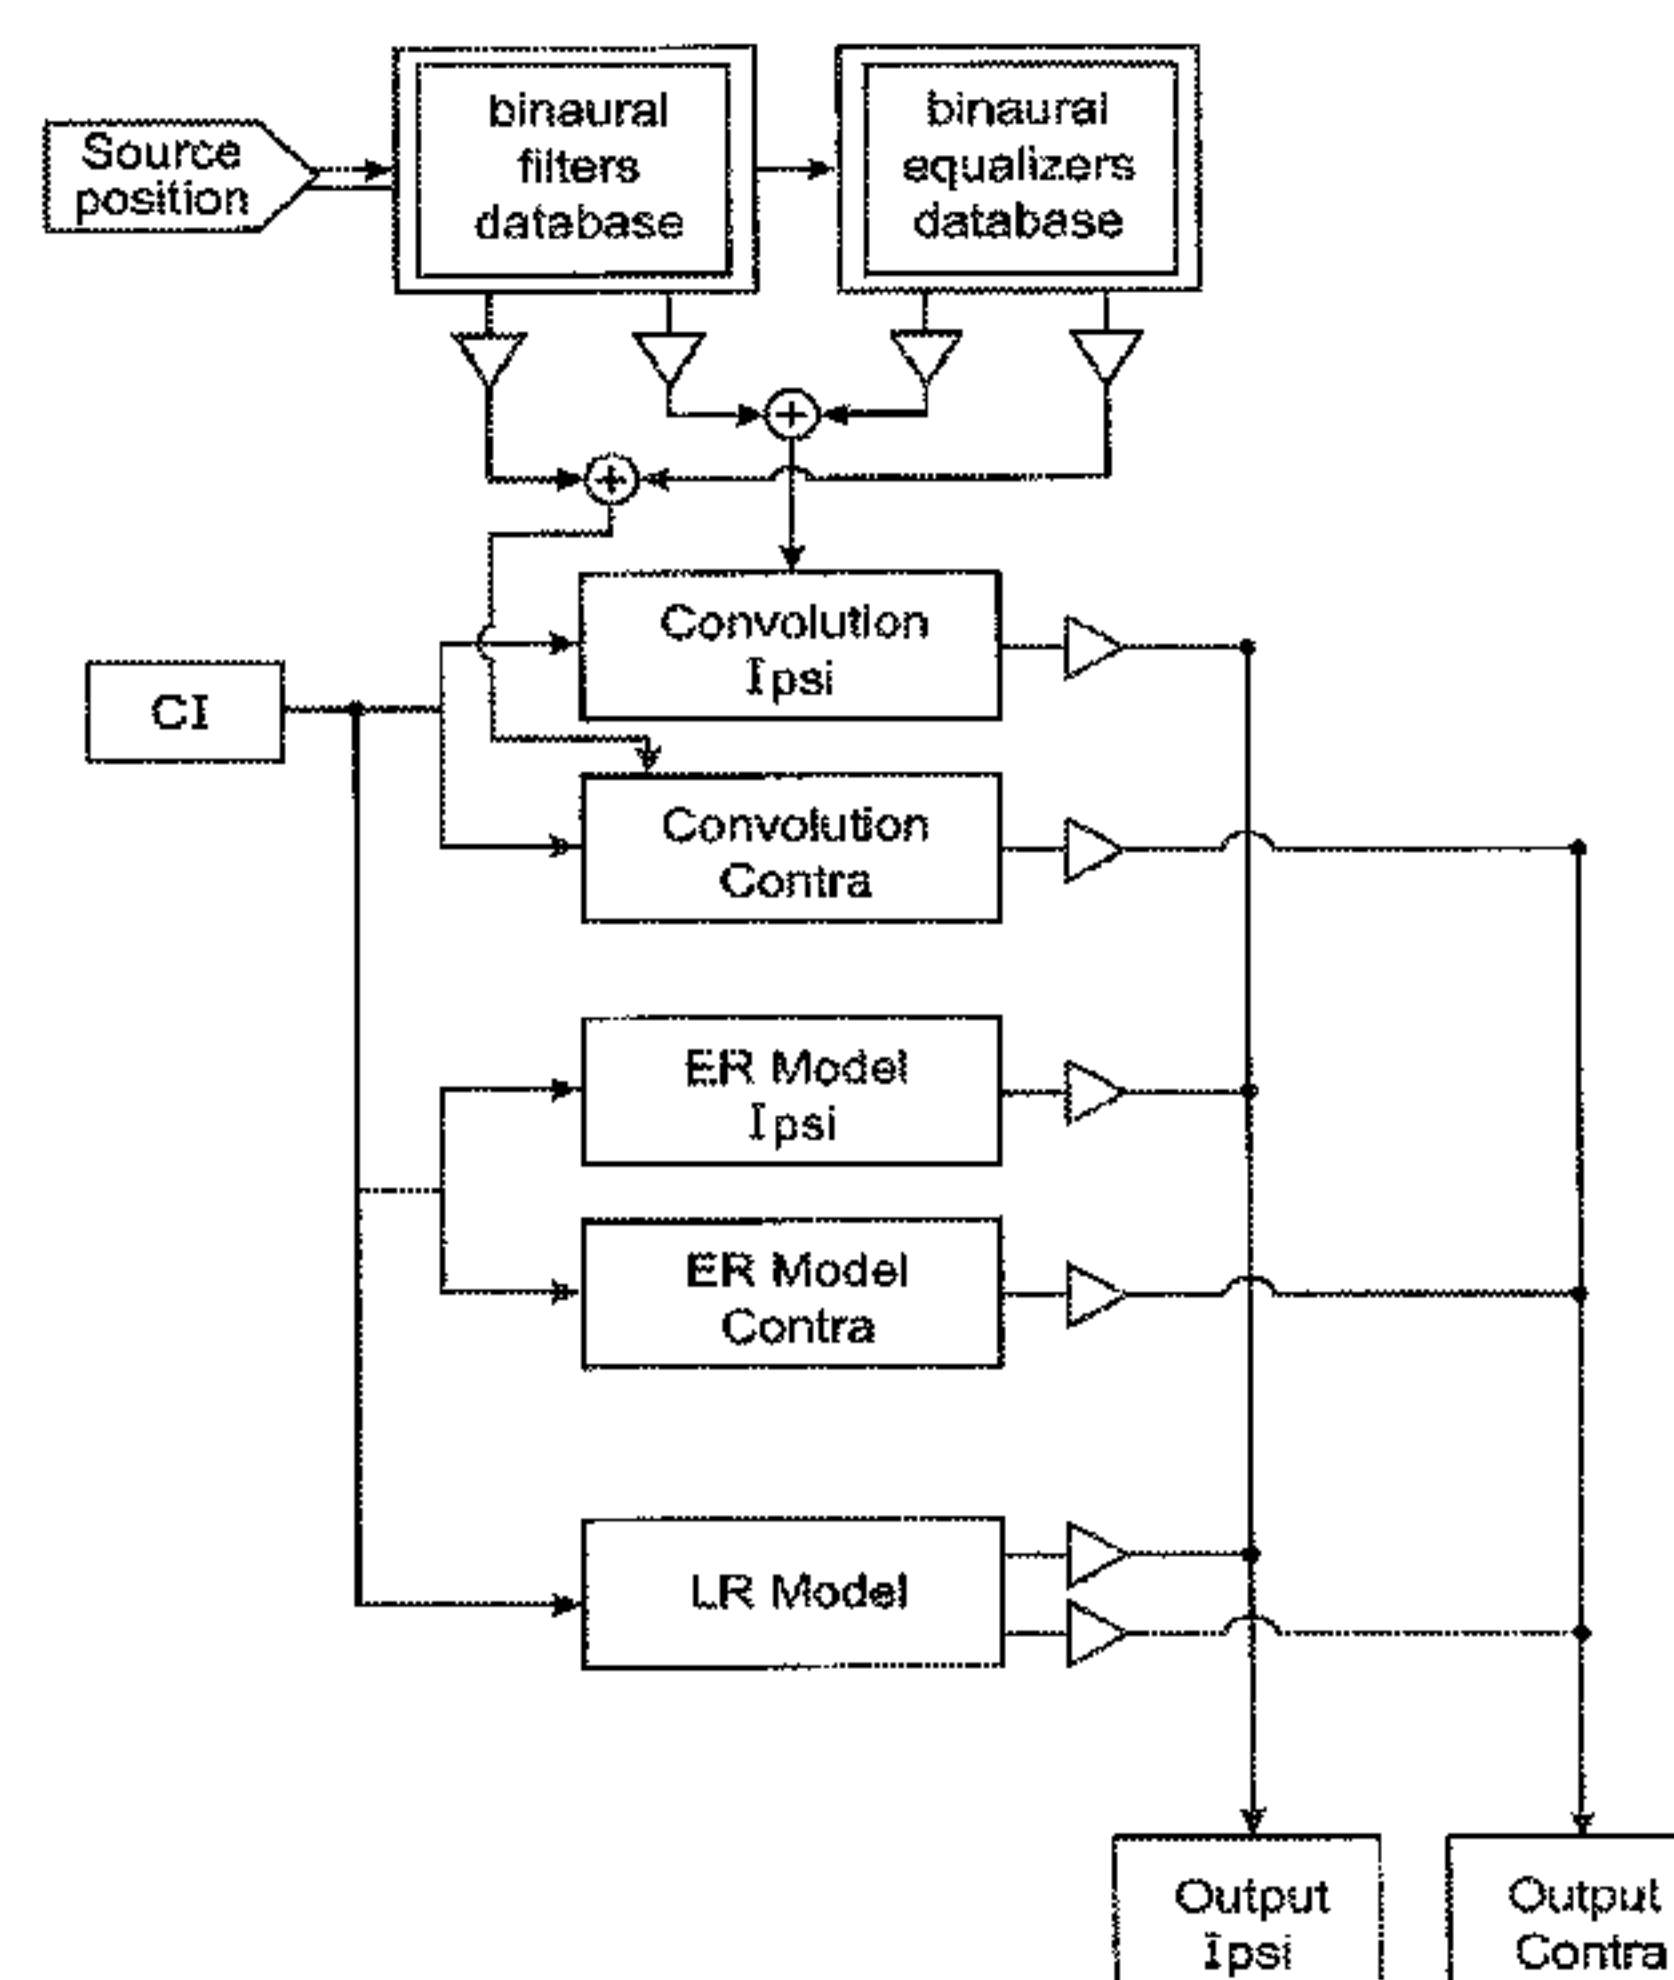 Source
position
binaural
filters
database
binaural
equalizers
database
+
+
Convolution
Ipsi
CI
Convolution
Contra
ER Model
Ipsi
ER Model
Contra
LR Model
Output
Ipsi
Output
Contra